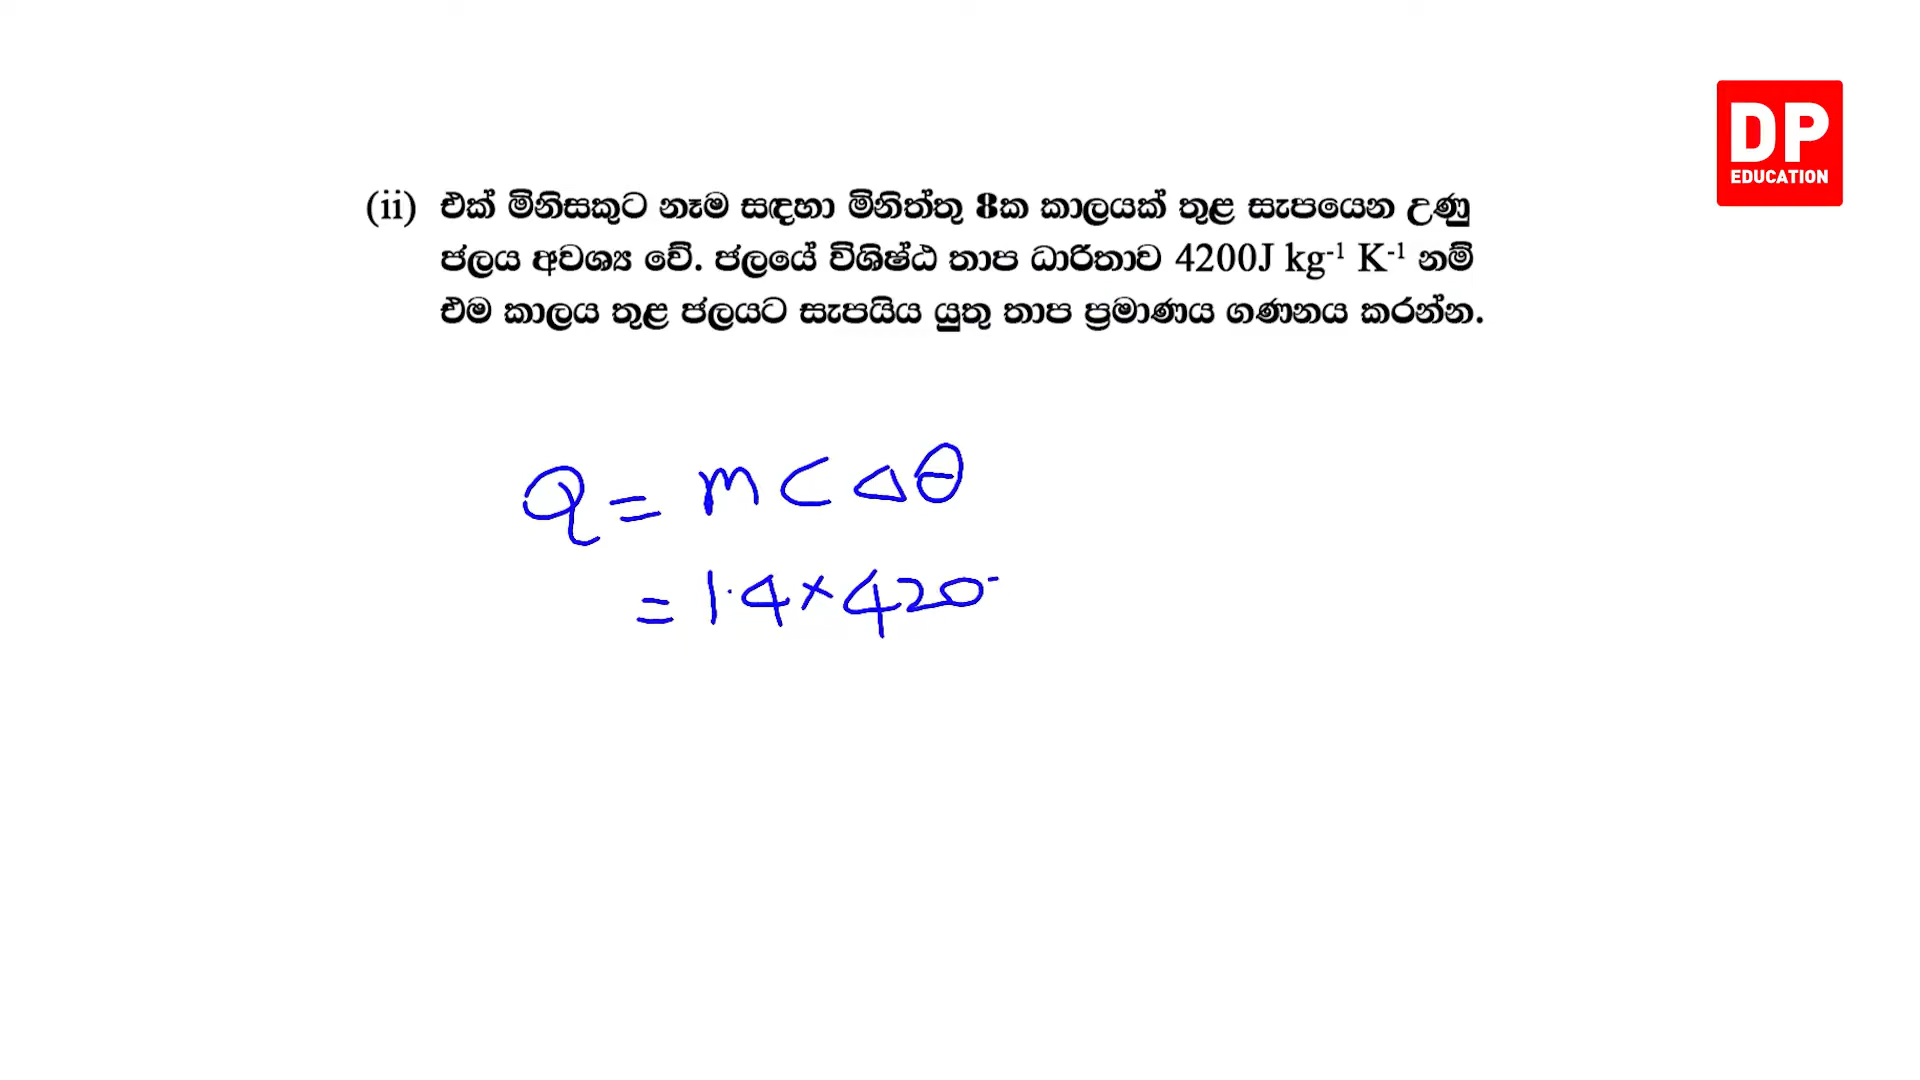 DP
EDUCATION
(ii) එක් මිනිසකුට නෑම සඳහා මිනිත්තු 8ක කාලයක් තුළ සැපයෙන උණු
ජලය අවශ්‍ය වේ. ජලයේ විශිෂ්ඨ තාප ධාරිතාව 4200J kg⁻¹ K⁻¹ නම්
එම කාලය තුළ ජලයට සැපයිය යුතු තාප ප්‍රමාණය ගණනය කරන්න.
Q = m C Δθ
= 1.4 × 420